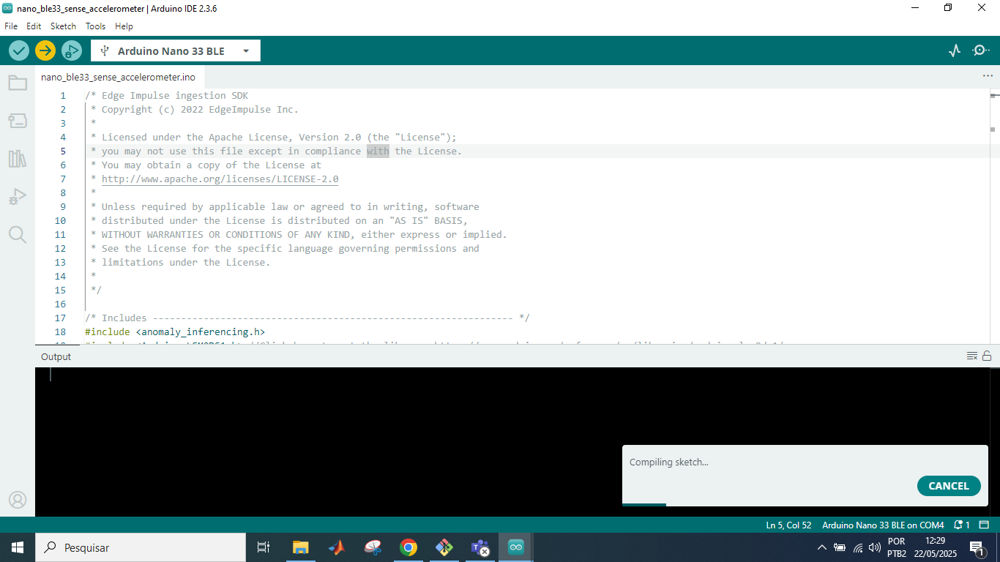 nano_ble33_sense_accelerometer | Arduino IDE 2.3.6
File Edit Sketch Tools Help
Arduino Nano 33 BLE
nano_ble33_sense_accelerometer.ino
1 /* Edge Impulse ingestion SDK
2 * Copyright (c) 2022 EdgeImpulse Inc.
3 *
4 * Licensed under the Apache License, Version 2.0 (the "License");
5 * you may not use this file except in compliance with the License.
6 * You may obtain a copy of the License at
7 * http://www.apache.org/licenses/LICENSE-2.0
8 *
9 * Unless required by applicable law or agreed to in writing, software
10 * distributed under the License is distributed on an "AS IS" BASIS,
11 * WITHOUT WARRANTIES OR CONDITIONS OF ANY KIND, either express or implied.
12 * See the License for the specific language governing permissions and
13 * limitations under the License.
14 *
15 */
16
17 /* Includes ---------------------------------------------------------------- */
18 #include <anomaly_inferencing.h>
Output
Compiling sketch...
CANCEL
Ln 5, Col 52 Arduino Nano 33 BLE on COM4 1
Pesquisar
POR
PTB2
12:29
22/05/2025
1